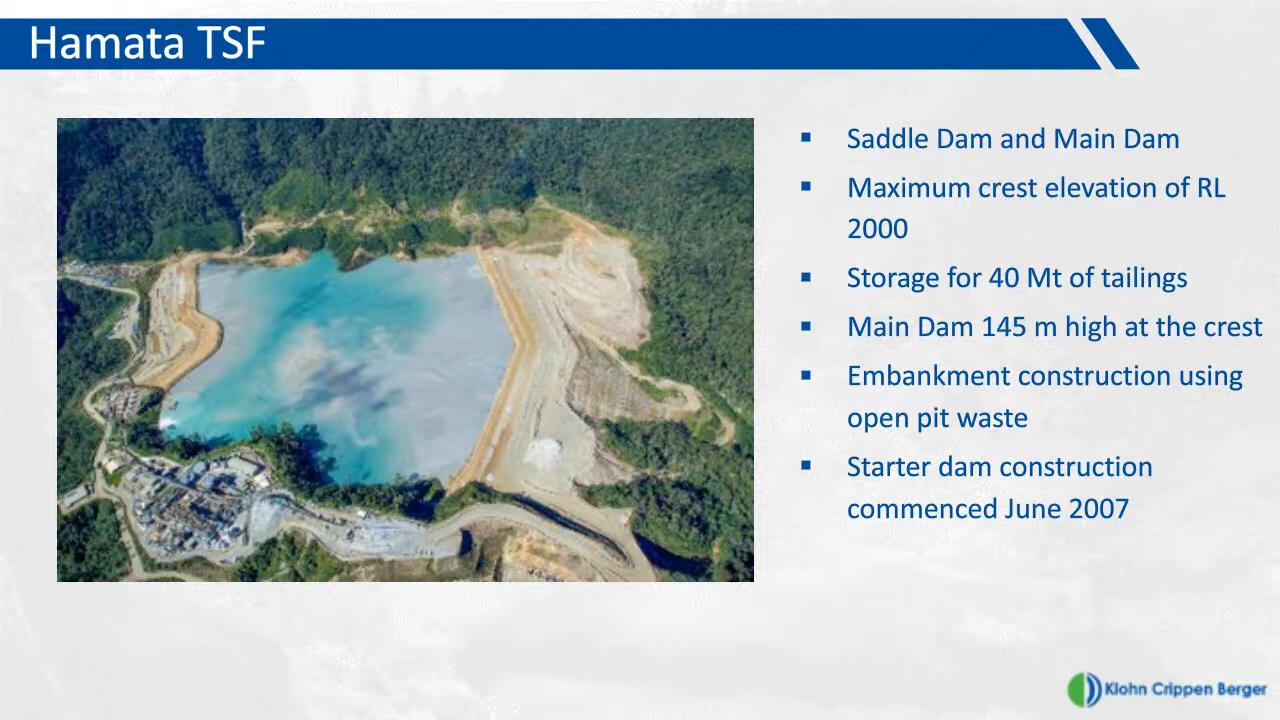 Hamata TSF
Saddle Dam and Main Dam
Maximum crest elevation of RL
2000
Storage for 40 Mt of tailings
Main Dam 145 m high at the crest
Embankment construction using
open pit waste
Starter dam construction
commenced June 2007
Klohn Crippen Berger